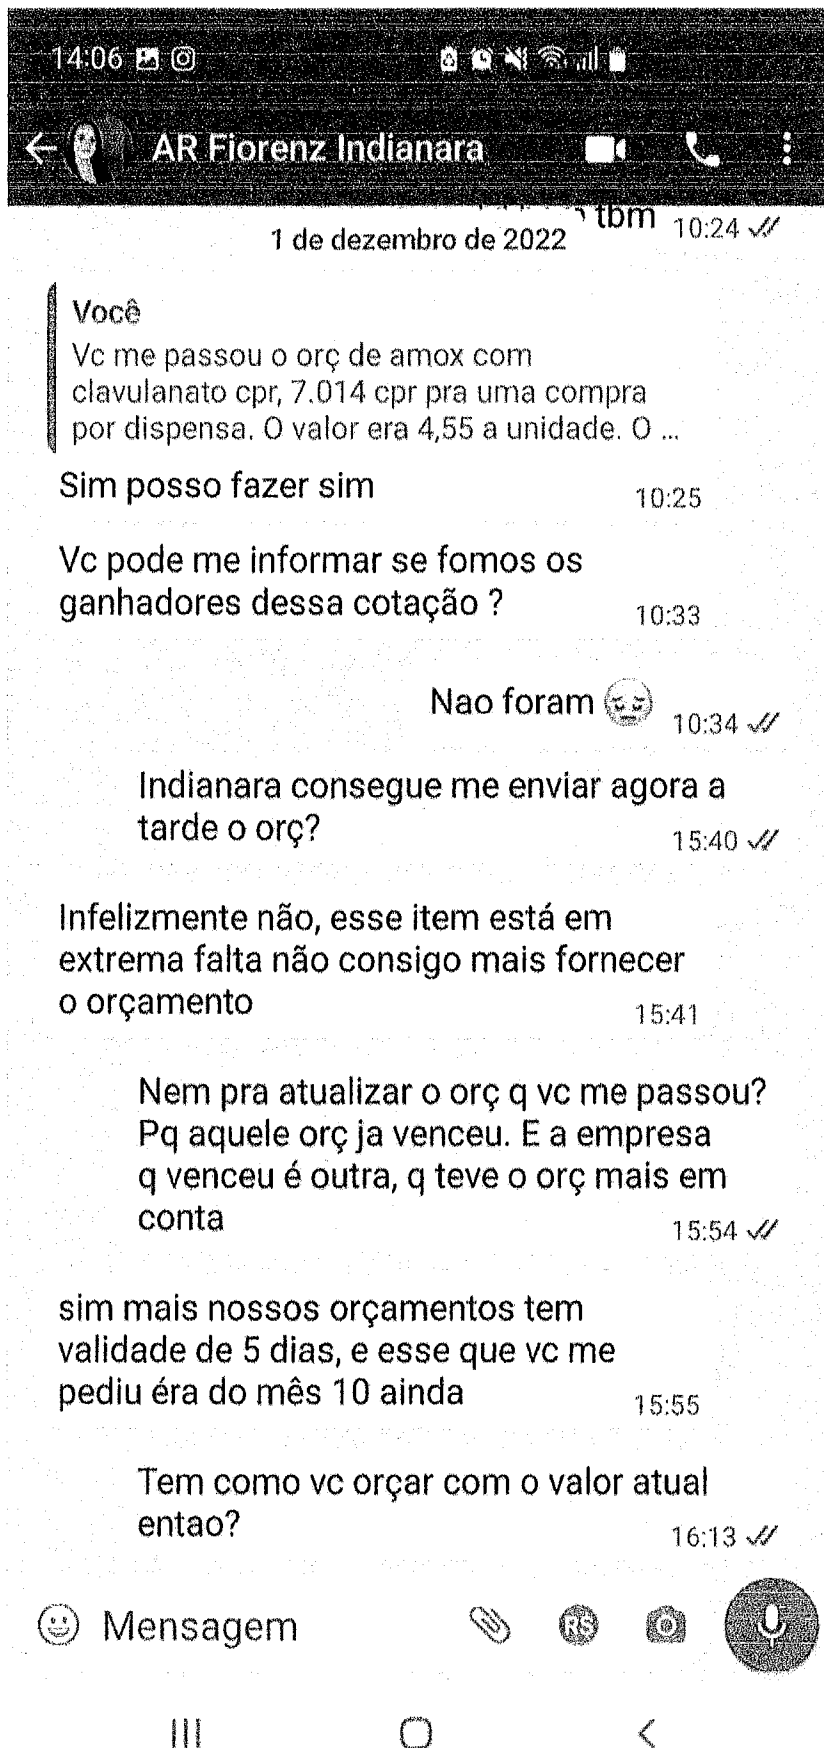 14:06
AR Fiorenz Indianara
tbm 10:24
1 de dezembro de 2022
Você
Vc me passou o orç de amox com
clavulanato cpr, 7.014 cpr pra uma compra
por dispensa. O valor era 4,55 a unidade. O ...
Sim posso fazer sim 10:25
Vc pode me informar se fomos os
ganhadores dessa cotação ? 10:33
Nao foram 10:34
Indianara consegue me enviar agora a
tarde o orç? 15:40
Infelizmente não, esse item está em
extrema falta não consigo mais fornecer
o orçamento 15:41
Nem pra atualizar o orç q vc me passou?
Pq aquele orç ja venceu. E a empresa
q venceu é outra, q teve o orç mais em
conta 15:54
sim mais nossos orçamentos tem
validade de 5 dias, e esse que vc me
pediu éra do mês 10 ainda 15:55
Tem como vc orçar com o valor atual
entao? 16:13
Mensagem
R$